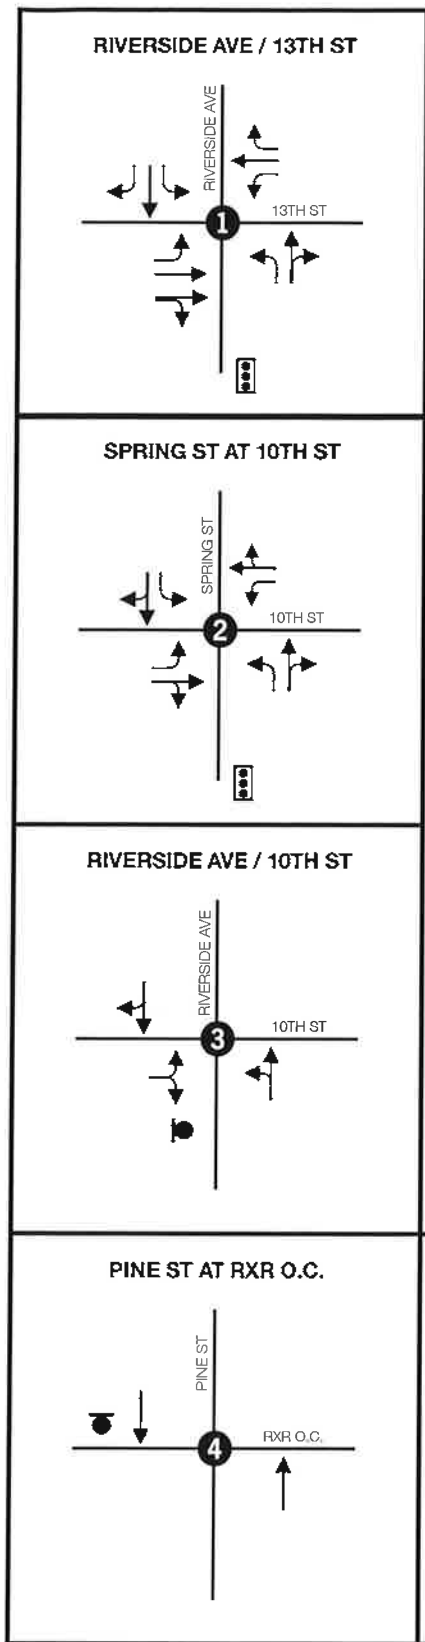 RIVERSIDE AVE / 13TH ST
RIVERSIDE AVE
13TH ST
1
SPRING ST AT 10TH ST
SPRING ST
10TH ST
2
RIVERSIDE AVE / 10TH ST
RIVERSIDE AVE
10TH ST
3
PINE ST AT RXR O.C.
PINE ST
RXR O.C.
4